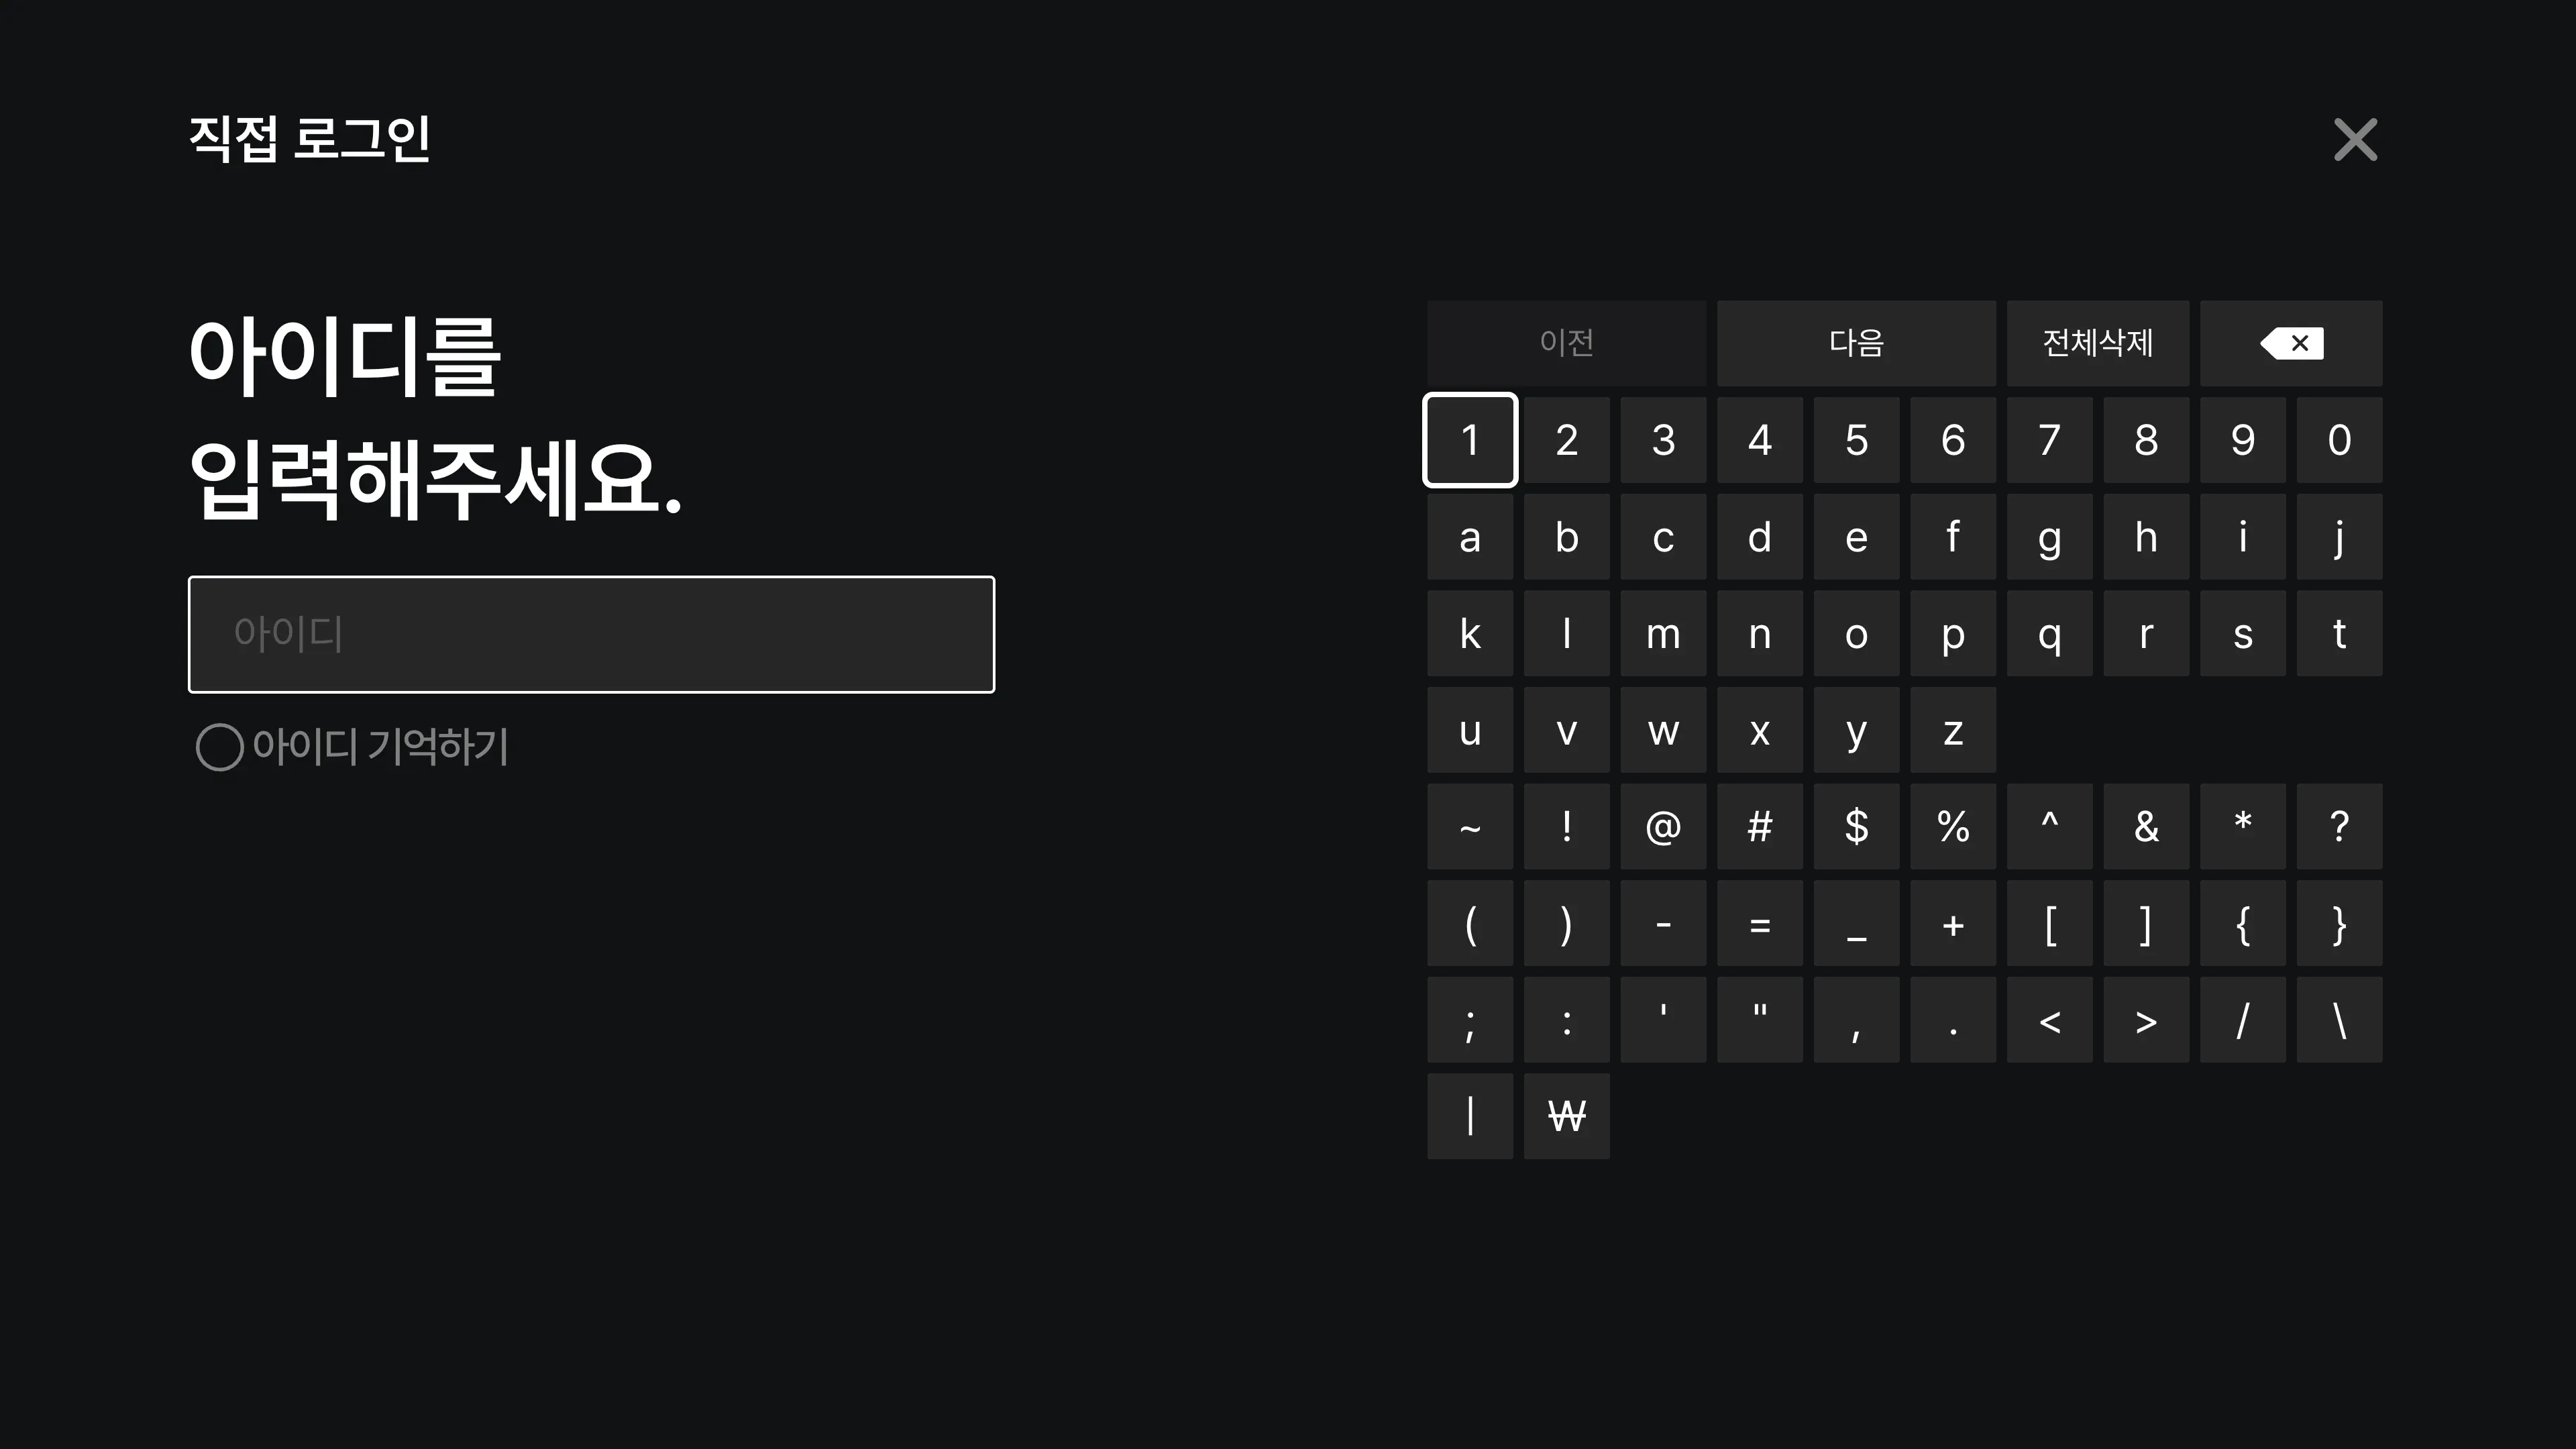 직접 로그인
아이디를
입력해주세요.
아이디
아이디 기억하기
이전 다음 전체삭제
1 2 3 4 5 6 7 8 9 0
a b c d e f g h i j
k l m n o p q r s t
u v w x y z
~ ! @ # $ % ^ & * ?
( ) - = _ + [ ] { }
; : ' " , . < > / \
| ₩